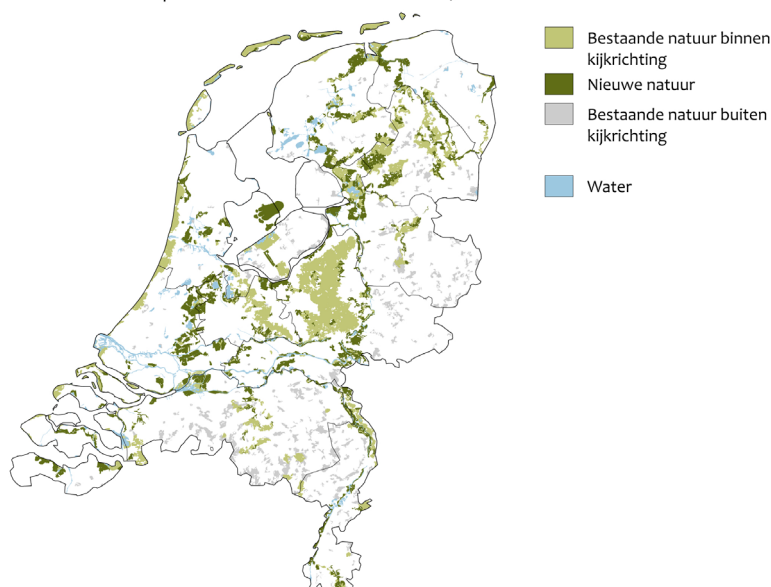 Bestaande natuur binnen
kijkrichting
Nieuwe natuur
Bestaande natuur buiten
kijkrichting
Water